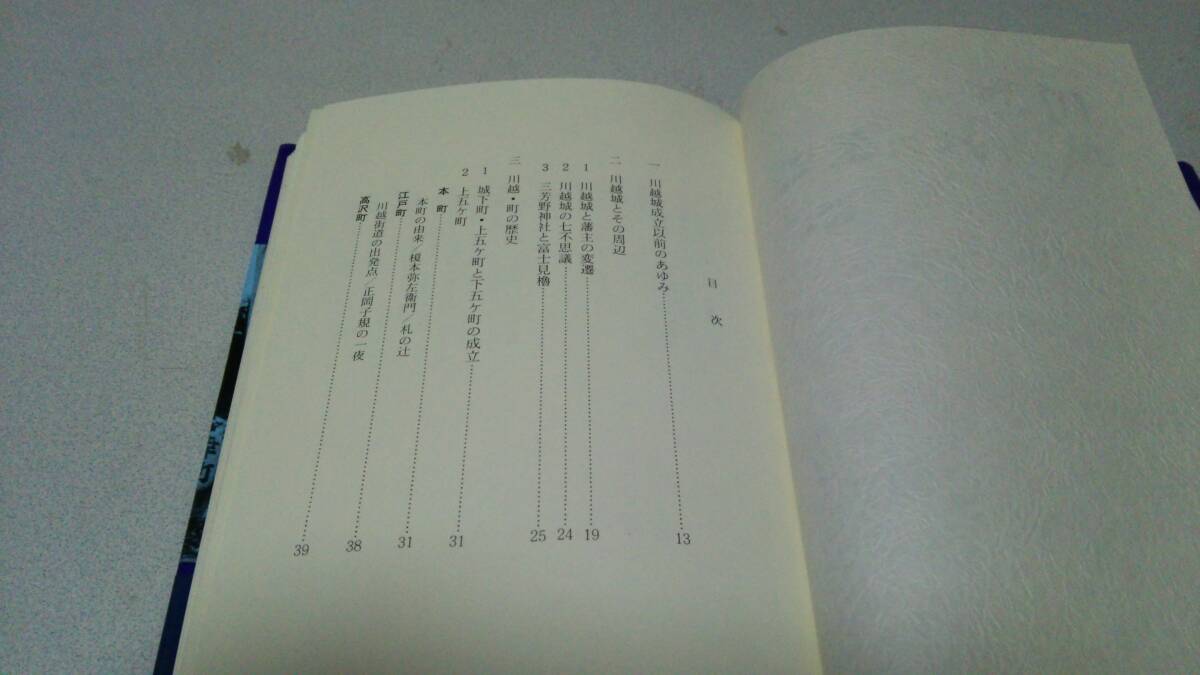 目次
一 川越城成立以前のあゆみ……………13
二 川越城とその周辺
1 川越城と藩主の変遷……………19
2 川越城の七不思議……………24
3 三芳野神社と富士見櫓……………25
三 川越・町の歴史
1 城下町・上五ケ町と下五ケ町の成立……………31
2 上五ケ町
本町……………31
本町の由来／榎本弥左衛門／札の辻
江戸町……………38
川越街道の出発点／正岡子規の一夜
高沢町……………39